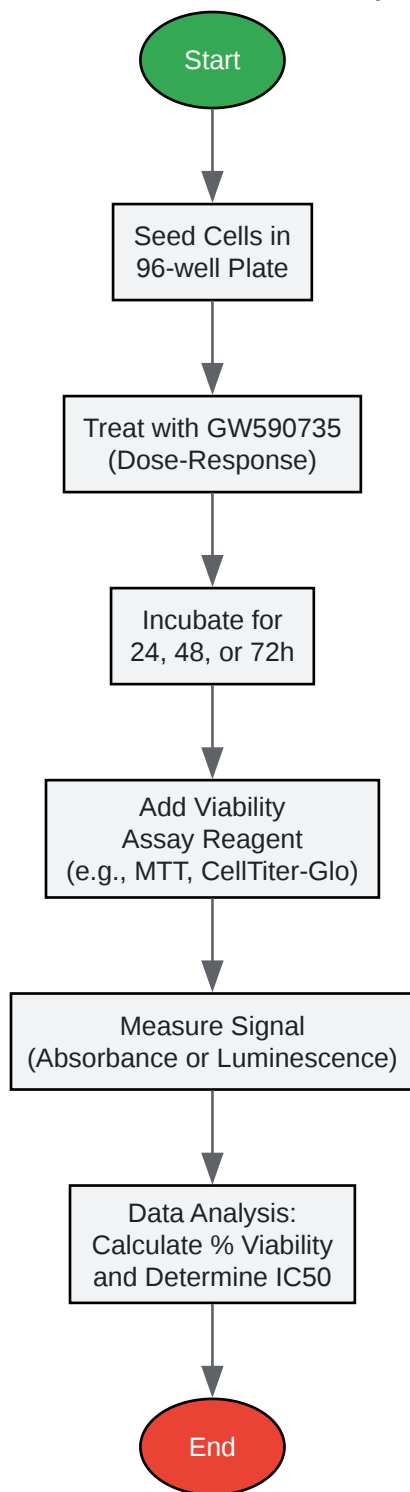 Start
Seed Cells in
96-well Plate
Treat with GW590735
(Dose-Response)
Incubate for
24, 48, or 72h
Add Viability
Assay Reagent
(e.g., MTT, CellTiter-Glo)
Measure Signal
(Absorbance or Luminescence)
Data Analysis:
Calculate % Viability
and Determine IC50
End